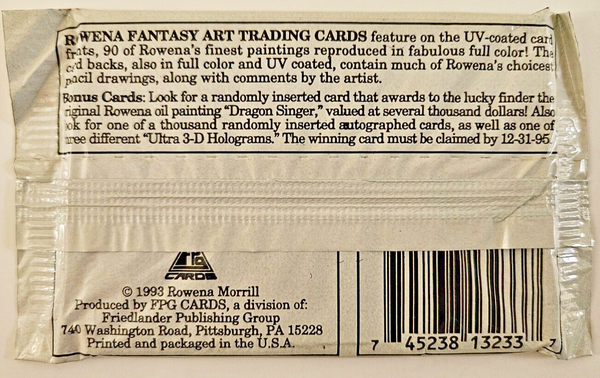 ROWENA FANTASY ART TRADING CARDS feature on the UV-coated card
fronts, 90 of Rowena's finest paintings reproduced in fabulous full color! The
card backs, also in full color and UV coated, contain much of Rowena's choicest
pencil drawings, along with comments by the artist.
Bonus Cards: Look for a randomly inserted card that awards to the lucky finder the
original Rowena oil painting "Dragon Singer," valued at several thousand dollars! Also
look for one of a thousand randomly inserted autographed cards, as well as one of
three different "Ultra 3-D Holograms." The winning card must be claimed by 12-31-95.
FPG
CARDS
© 1993 Rowena Morrill
Produced by FPG CARDS, a division of:
Friedlander Publishing Group
740 Washington Road, Pittsburgh, PA 15228
Printed and packaged in the U.S.A.
7 45238 13233 7